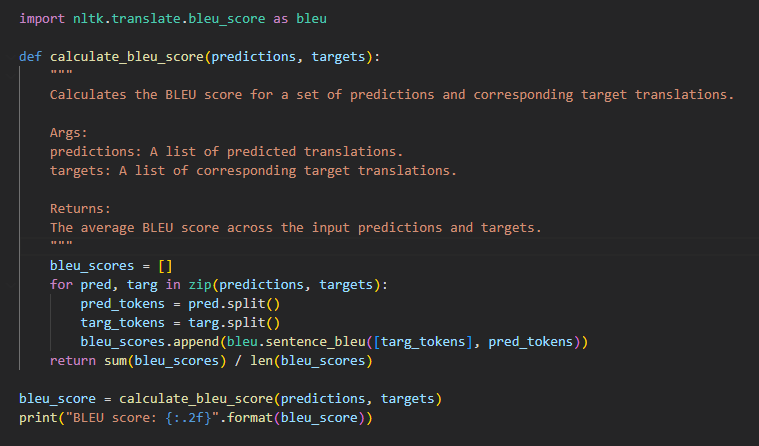 import nltk.translate.bleu_score as bleu
def calculate_bleu_score(predictions, targets):
"""
Calculates the BLEU score for a set of predictions and corresponding target translations.
Args:
predictions: A list of predicted translations.
targets: A list of corresponding target translations.
Returns:
The average BLEU score across the input predictions and targets.
"""
bleu_scores = []
for pred, targ in zip(predictions, targets):
pred_tokens = pred.split()
targ_tokens = targ.split()
bleu_scores.append(bleu.sentence_bleu([targ_tokens], pred_tokens))
return sum(bleu_scores) / len(bleu_scores)
bleu_score = calculate_bleu_score(predictions, targets)
print("BLEU score: {:.2f}".format(bleu_score))